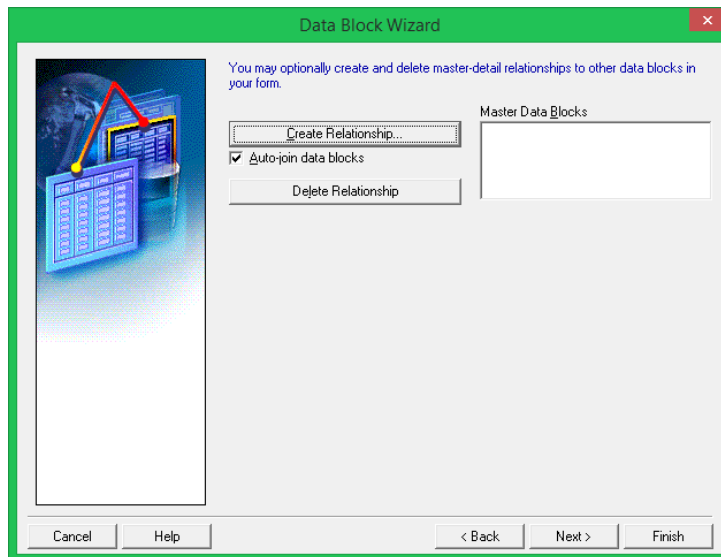 Data Block Wizard
You may optionally create and delete master-detail relationships to other data blocks in
your form.
Master Data Blocks
Create Relationship...
Auto-join data blocks
Delete Relationship
Cancel
Help
< Back
Next >
Finish